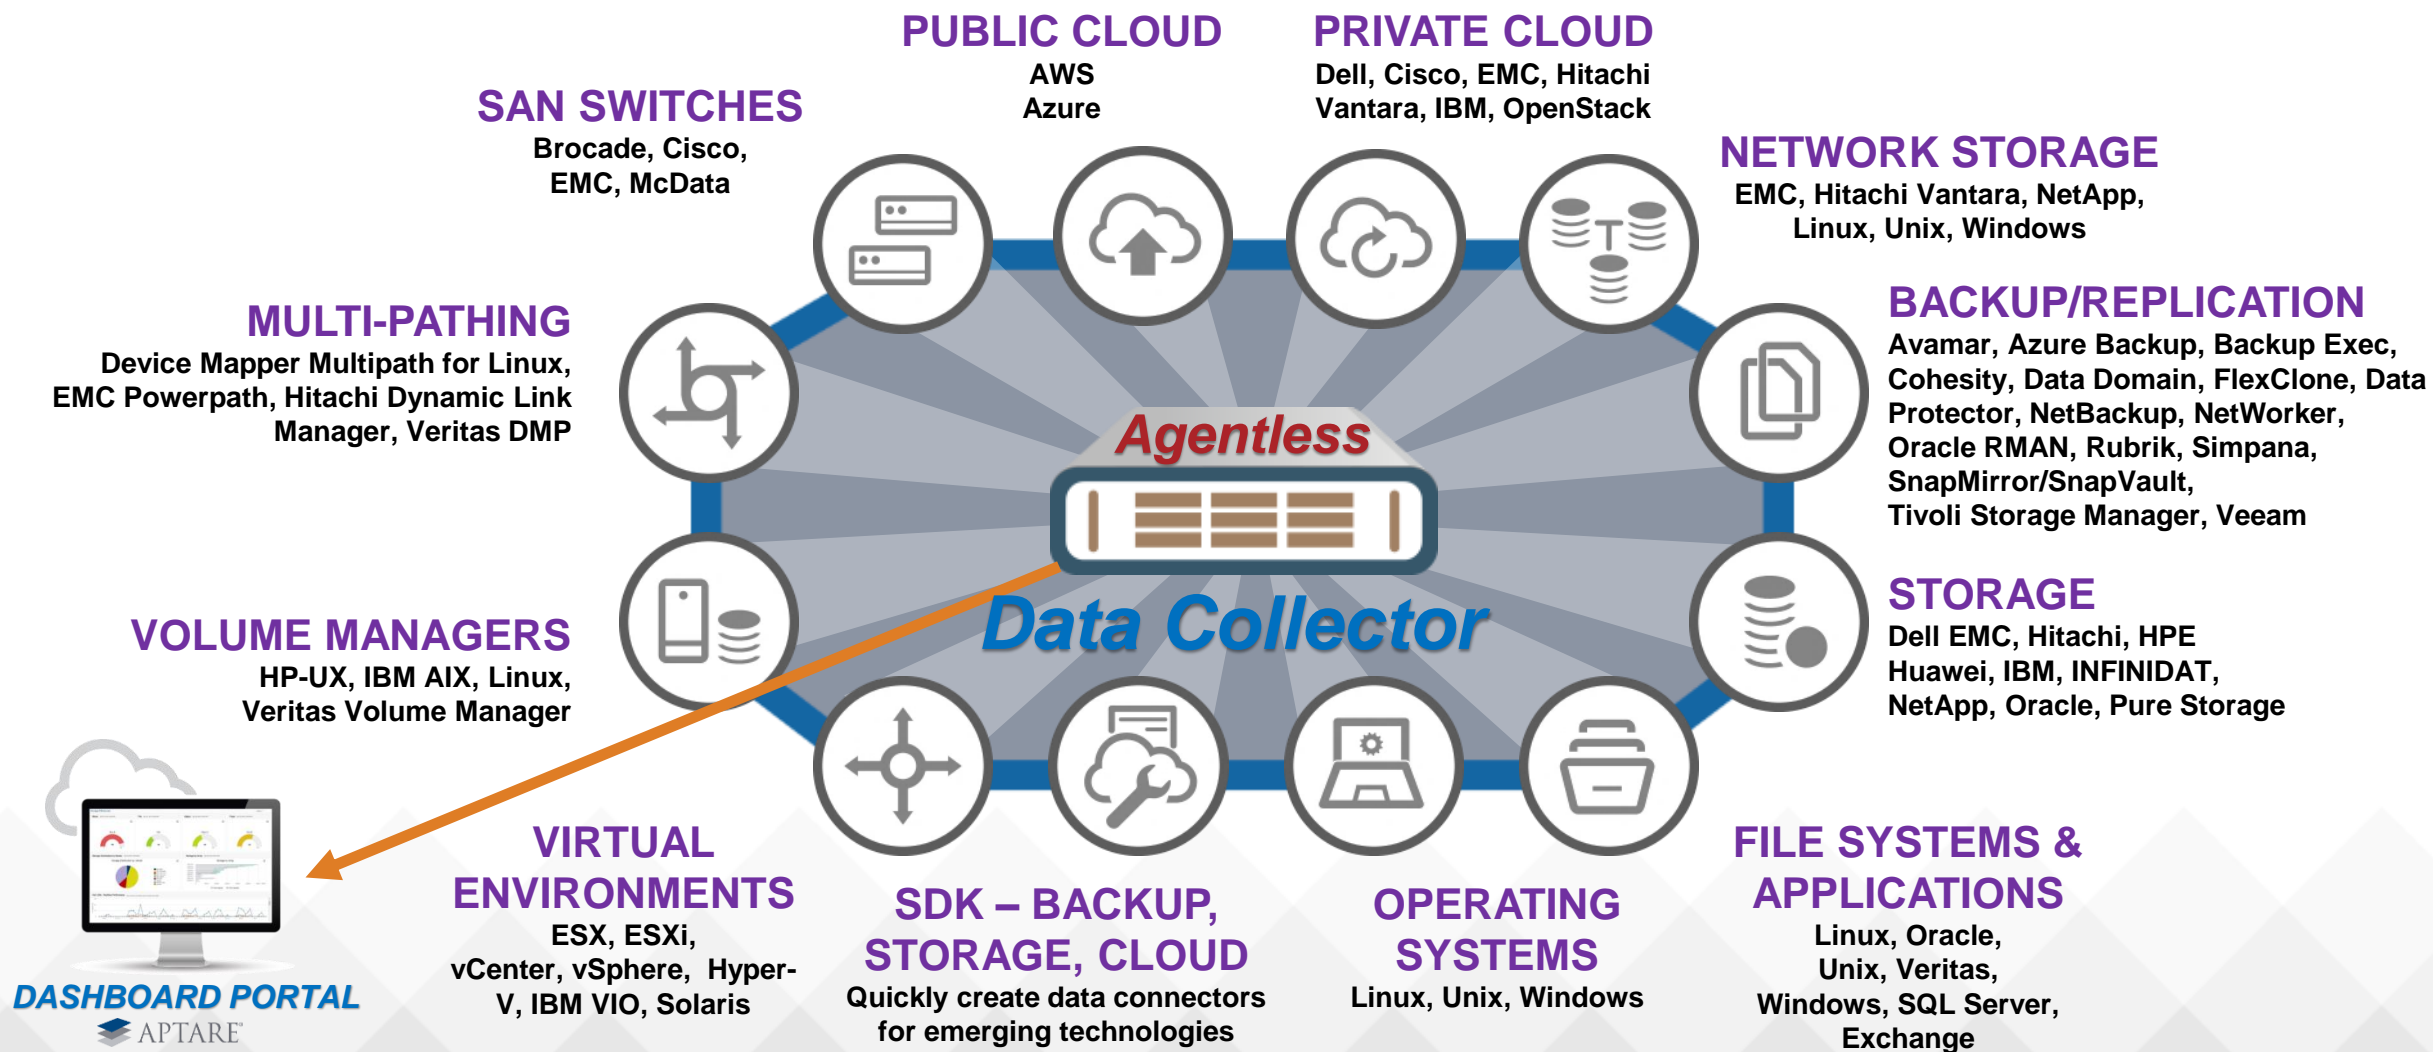 PUBLIC CLOUD
AWS
Azure
PRIVATE CLOUD
Dell, Cisco, EMC, Hitachi
Vantara, IBM, OpenStack
SAN SWITCHES
Brocade, Cisco,
EMC, McData
NETWORK STORAGE
EMC, Hitachi Vantara, NetApp,
Linux, Unix, Windows
MULTI-PATHING
Device Mapper Multipath for Linux,
EMC Powerpath, Hitachi Dynamic Link
Manager, Veritas DMP
BACKUP/REPLICATION
Avamar, Azure Backup, Backup Exec,
Cohesity, Data Domain, FlexClone, Data
Protector, NetBackup, NetWorker,
Oracle RMAN, Rubrik, Simpana,
SnapMirror/SnapVault,
Tivoli Storage Manager, Veeam
Agentless
Data Collector
VOLUME MANAGERS
HP-UX, IBM AIX, Linux,
Veritas Volume Manager
STORAGE
Dell EMC, Hitachi, HPE
Huawei, IBM, INFINIDAT,
NetApp, Oracle, Pure Storage
DASHBOARD PORTAL
APTARE®
VIRTUAL
ENVIRONMENTS
ESX, ESXi,
vCenter, vSphere, Hyper-
V, IBM VIO, Solaris
SDK – BACKUP,
STORAGE, CLOUD
Quickly create data connectors
for emerging technologies
OPERATING
SYSTEMS
Linux, Unix, Windows
FILE SYSTEMS &
APPLICATIONS
Linux, Oracle,
Unix, Veritas,
Windows, SQL Server,
Exchange